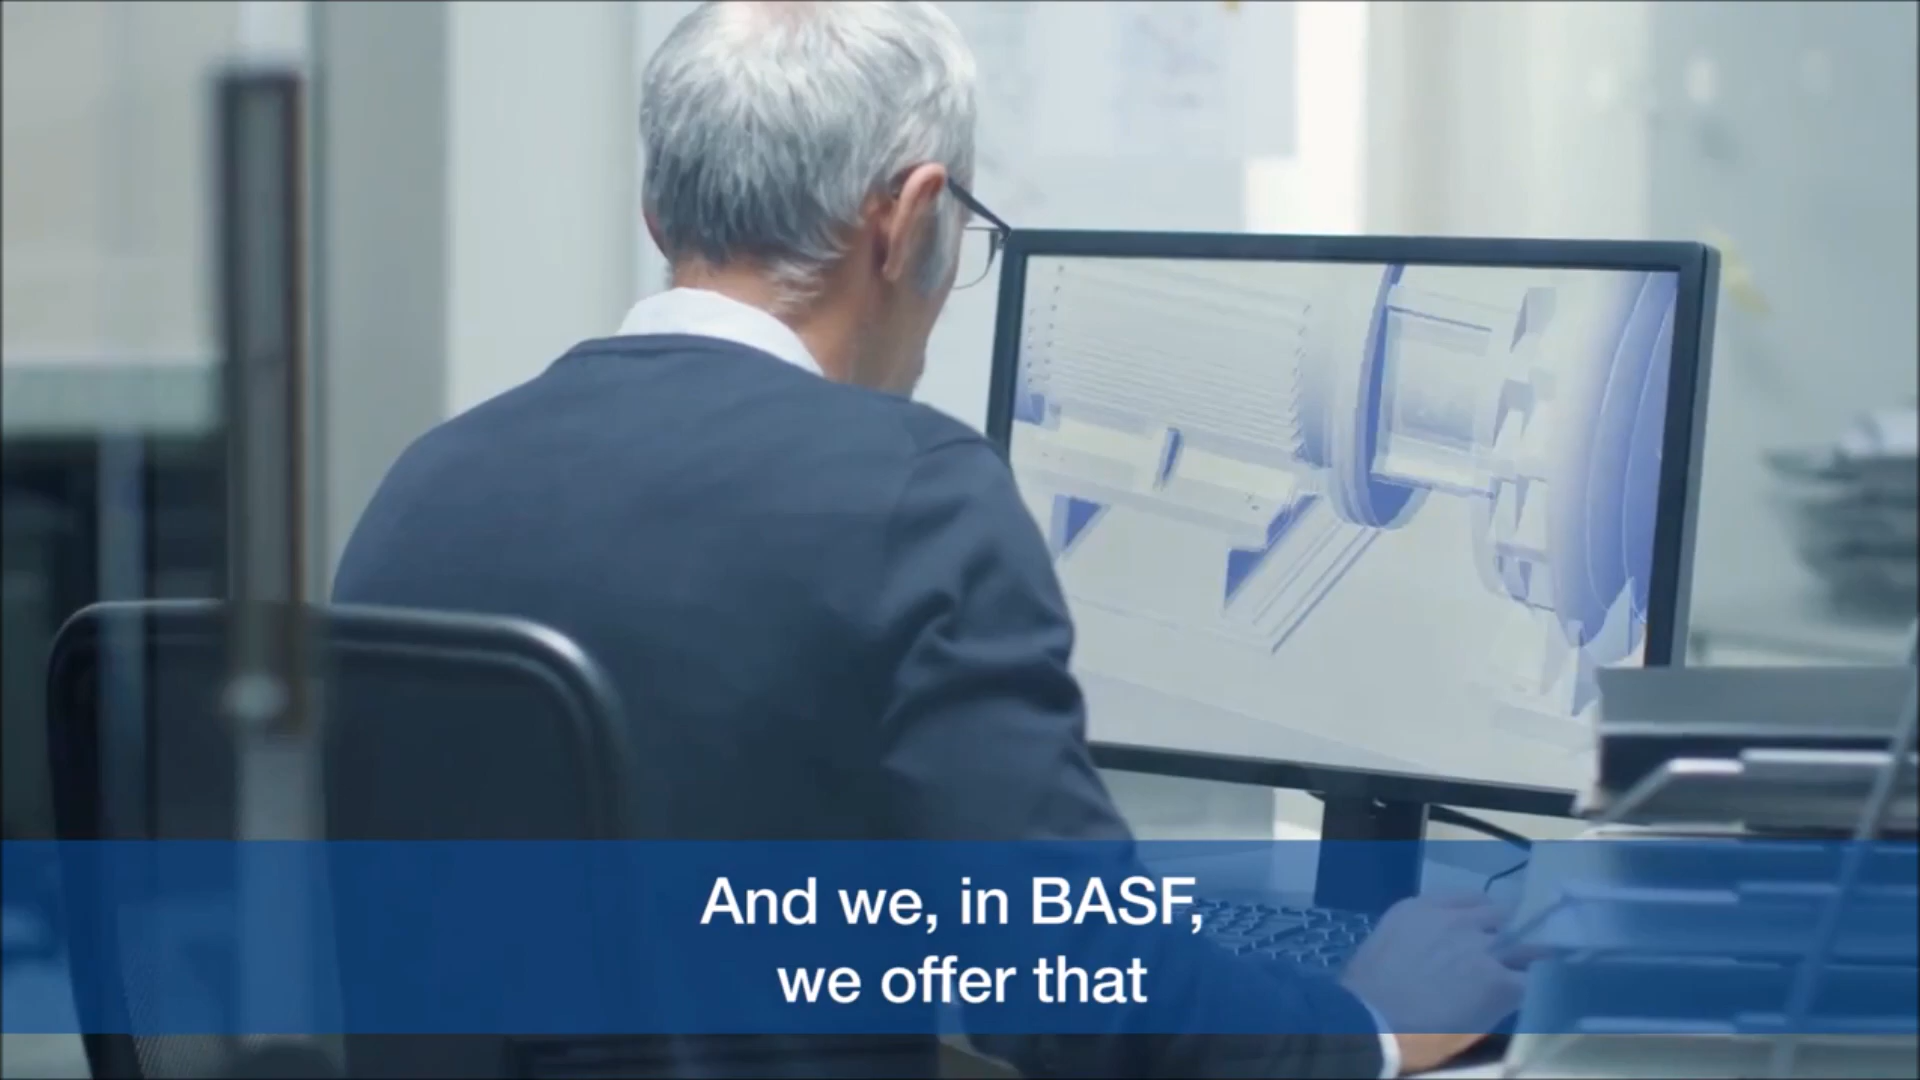 And we, in BASF,
we offer that